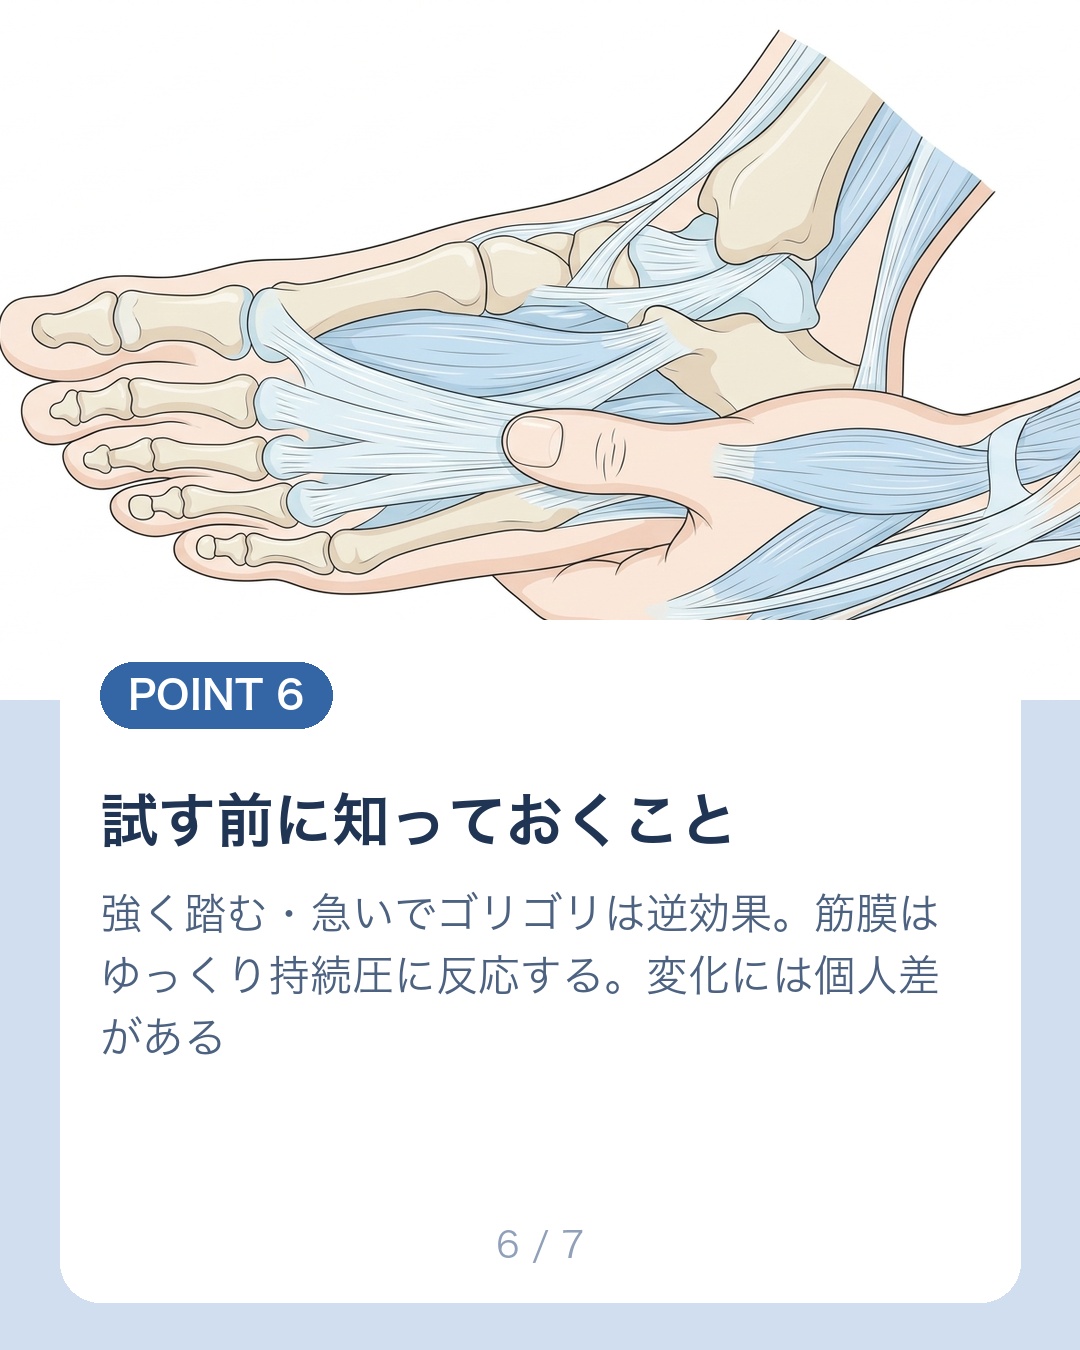 POINT 6
試す前に知っておくこと
強く踏む・急いでゴリゴリは逆効果。筋膜は
ゆっくり持続圧に反応する。変化には個人差
がある
6 / 7